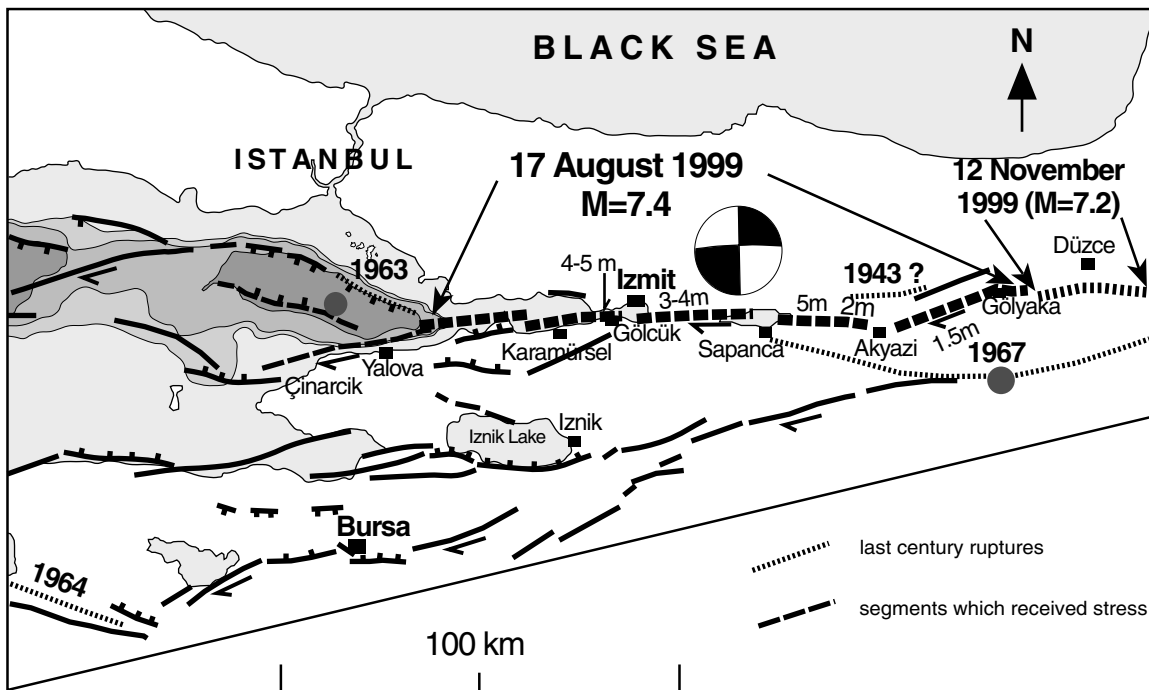 BLACK SEA
N
ISTANBUL
17 August 1999
M=7.4
12 November
1999 (M=7.2)
Düzce
1963
4-5 m
Izmit
1943 ?
3-4m
5m
2m
Gölyaka
Gölcük
1.5m
Karamürsel
Sapanca
Akyazi
Yalova
1967
Çinarcik
Iznik
Iznik Lake
Bursa
last century ruptures
1964
segments which received stress
100 km